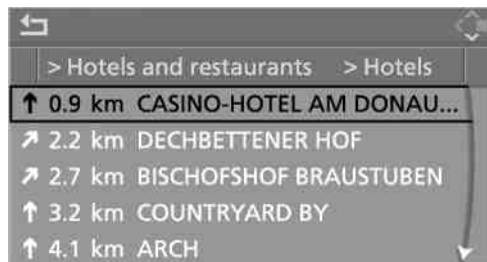 > Hotels and restaurants > Hotels
0.9 km CASINO-HOTEL AM DONAU...
2.2 km DECHBETTENER HOF
2.7 km BISCHOFSHOF BRAUSTUBEN
3.2 km COUNTRYARD BY
4.1 km ARCH